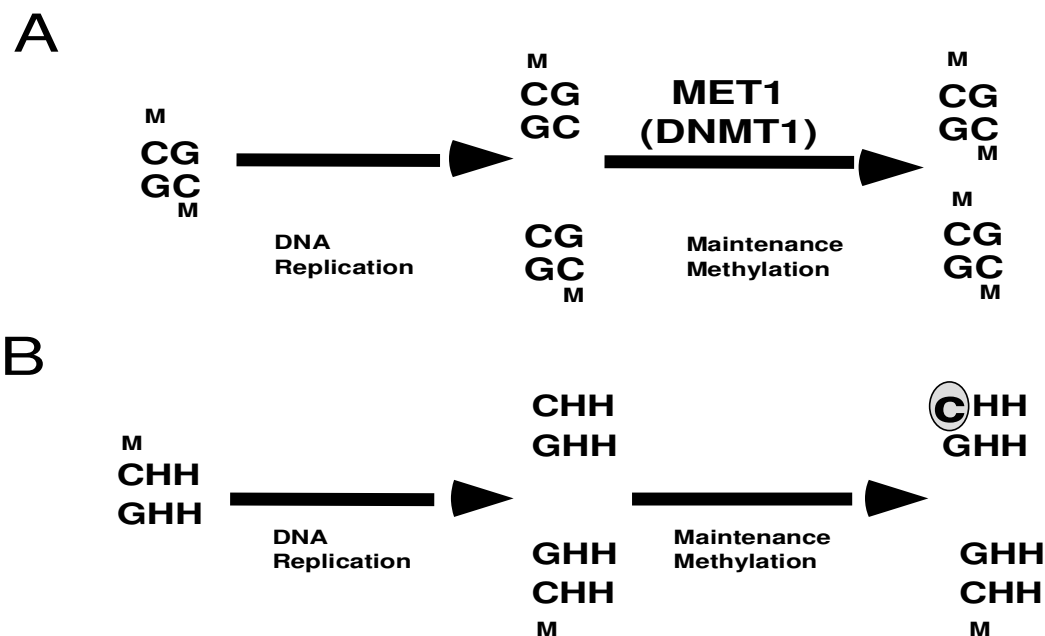 A
M
CG
GC
M
DNA
Replication
M
CG
GC
CG
GC
M
MET1
(DNMT1)
Maintenance
Methylation
M
CG
GC
M
M
CG
GC
M
B
M
CHH
GHH
DNA
Replication
CHH
GHH
GHH
CHH
M
Maintenance
Methylation
CHH
GHH
GHH
CHH
M